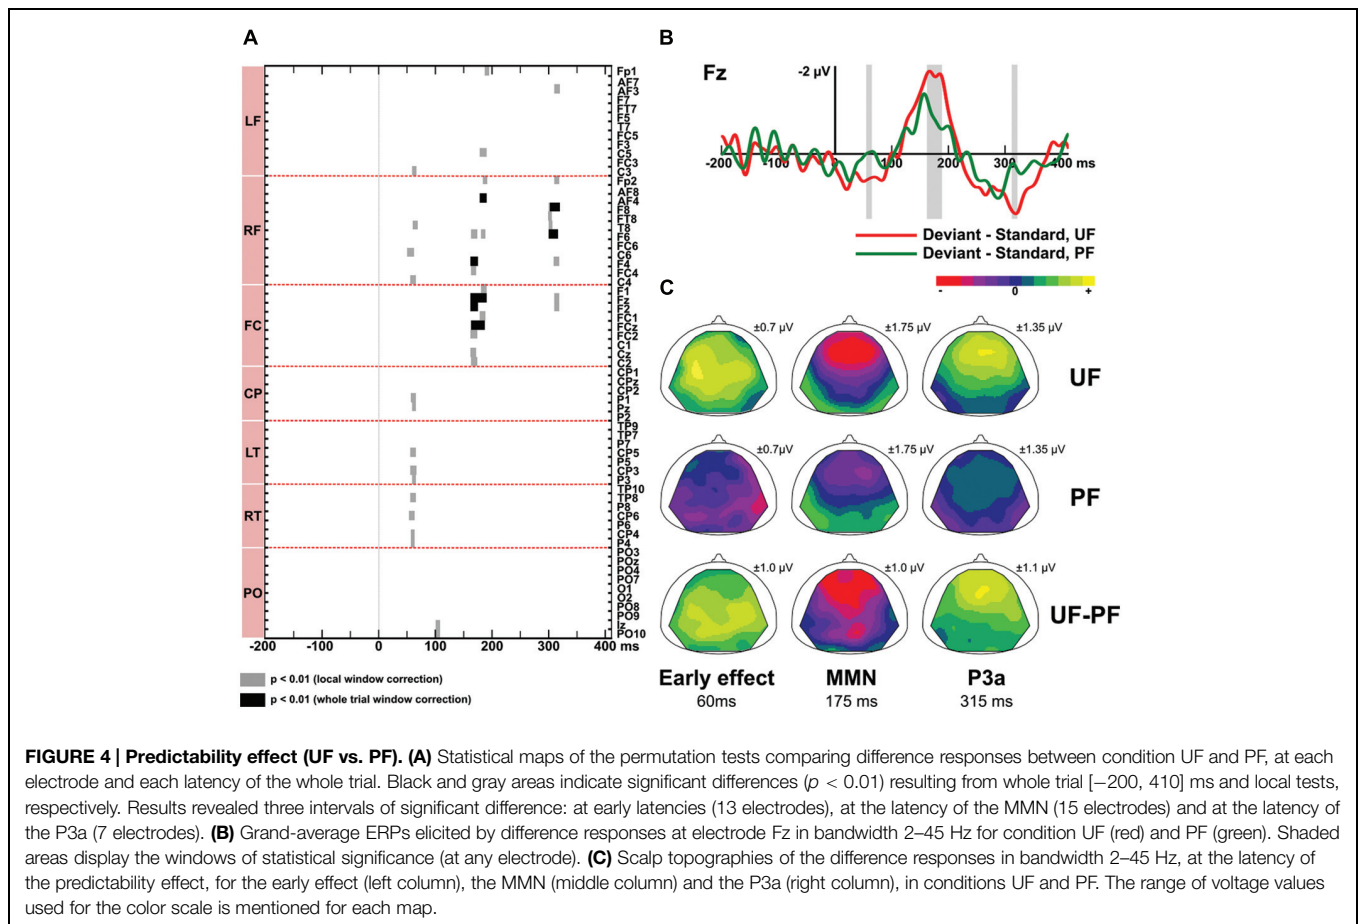 A
LF
RF
FC
CP
LT
RT
PO
Fp1
AF7
AF3
F7
FT7
F5
T7
FC5
F3
C5
FC3
C3
Fp2
AF8
AF4
F8
FT8
T8
F6
FC6
C6
F4
FC4
C4
F1
Fz
F2
FC1
FCz
FC2
C1
Cz
C2
CP1
CPz
CP2
P1
Pz
P2
TP9
TP7
P7
CP5
P5
CP3
P3
TP10
TP8
P8
CP6
P6
CP4
P4
PO3
POz
PO4
PO7
O1
O2
PO8
PO9
Iz
PO10
-200 -100 0 100 200 300 400 ms
p < 0.01 (local window correction)
p < 0.01 (whole trial window correction)
B
Fz
-2 µV
-200 -100 0 100 200 300 400 ms
Deviant - Standard, UF
Deviant - Standard, PF
- 0 +
C
±0.7 µV ±1.75 µV ±1.35 µV
UF
±0.7µV ±1.75 µV ±1.35 µV
PF
±1.0 µV ±1.0 µV ±1.1 µV
UF-PF
Early effect MMN P3a
60ms 175 ms 315 ms
FIGURE 4 | Predictability effect (UF vs. PF). (A) Statistical maps of the permutation tests comparing difference responses between condition UF and PF, at each
electrode and each latency of the whole trial. Black and gray areas indicate significant differences (p < 0.01) resulting from whole trial [−200, 410] ms and local tests,
respectively. Results revealed three intervals of significant difference: at early latencies (13 electrodes), at the latency of the MMN (15 electrodes) and at the latency of
the P3a (7 electrodes). (B) Grand-average ERPs elicited by difference responses at electrode Fz in bandwidth 2–45 Hz for condition UF (red) and PF (green). Shaded
areas display the windows of statistical significance (at any electrode). (C) Scalp topographies of the difference responses in bandwidth 2–45 Hz, at the latency of
the predictability effect, for the early effect (left column), the MMN (middle column) and the P3a (right column), in conditions UF and PF. The range of voltage values
used for the color scale is mentioned for each map.